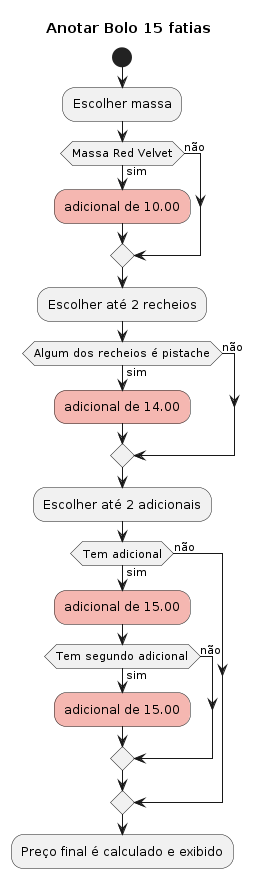 Anotar Bolo 15 fatias
Escolher massa
Massa Red Velvet
não
sim
adicional de 10.00
Escolher até 2 recheios
Algum dos recheios é pistache
não
sim
adicional de 14.00
Escolher até 2 adicionais
Tem adicional
não
sim
adicional de 15.00
Tem segundo adicional
não
sim
adicional de 15.00
Preço final é calculado e exibido